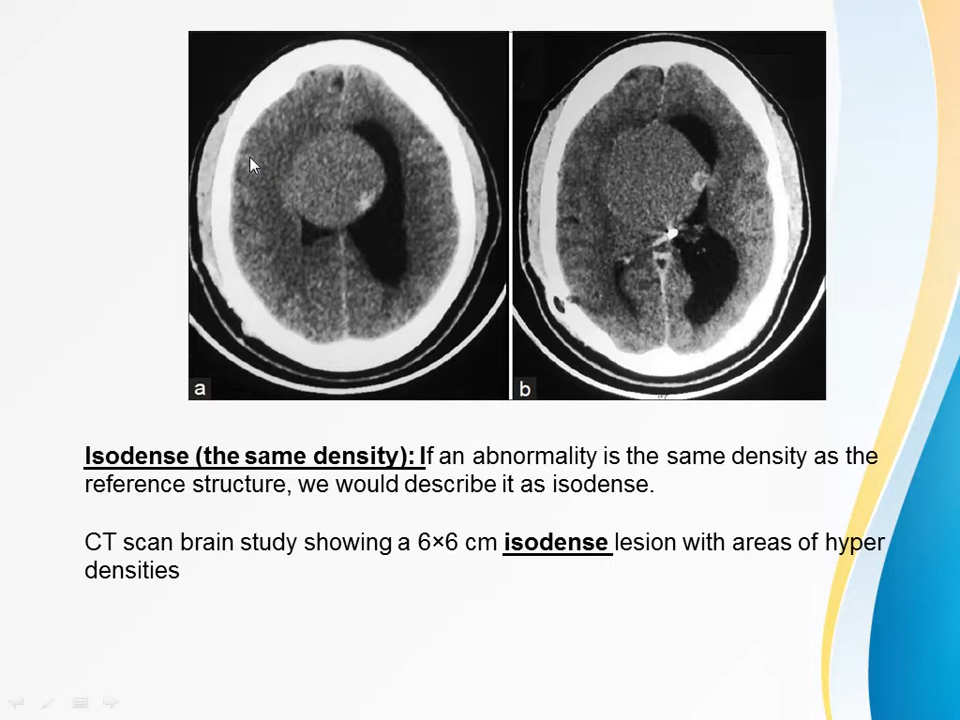 a
b
Isodense (the same density): If an abnormality is the same density as the
reference structure, we would describe it as isodense.
CT scan brain study showing a 6×6 cm isodense lesion with areas of hyper
densities